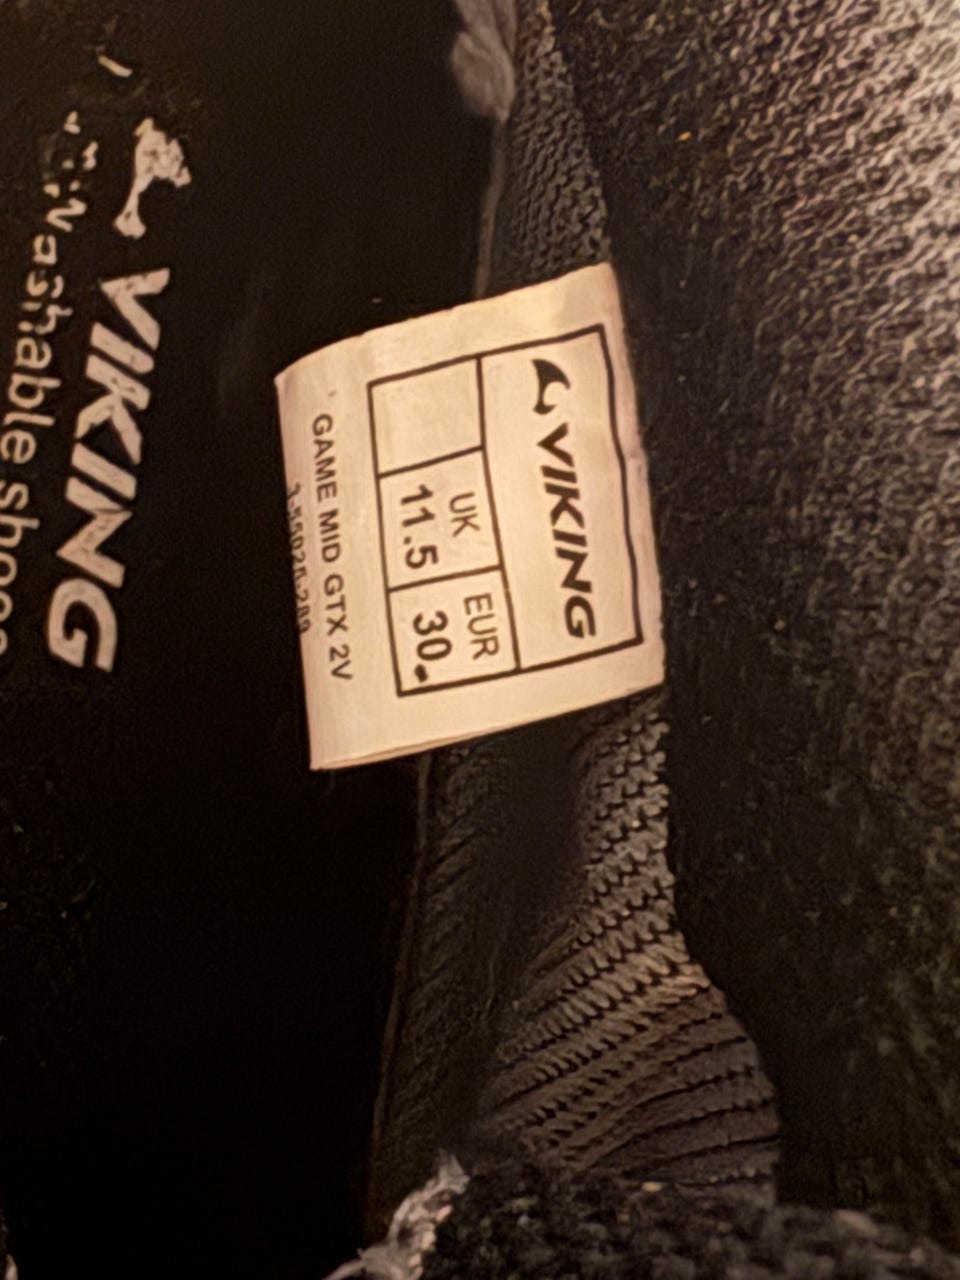 VIKING
UK
EUR
11.5
30.
GAME MID GTX 2V
VIKING
Washable shoes